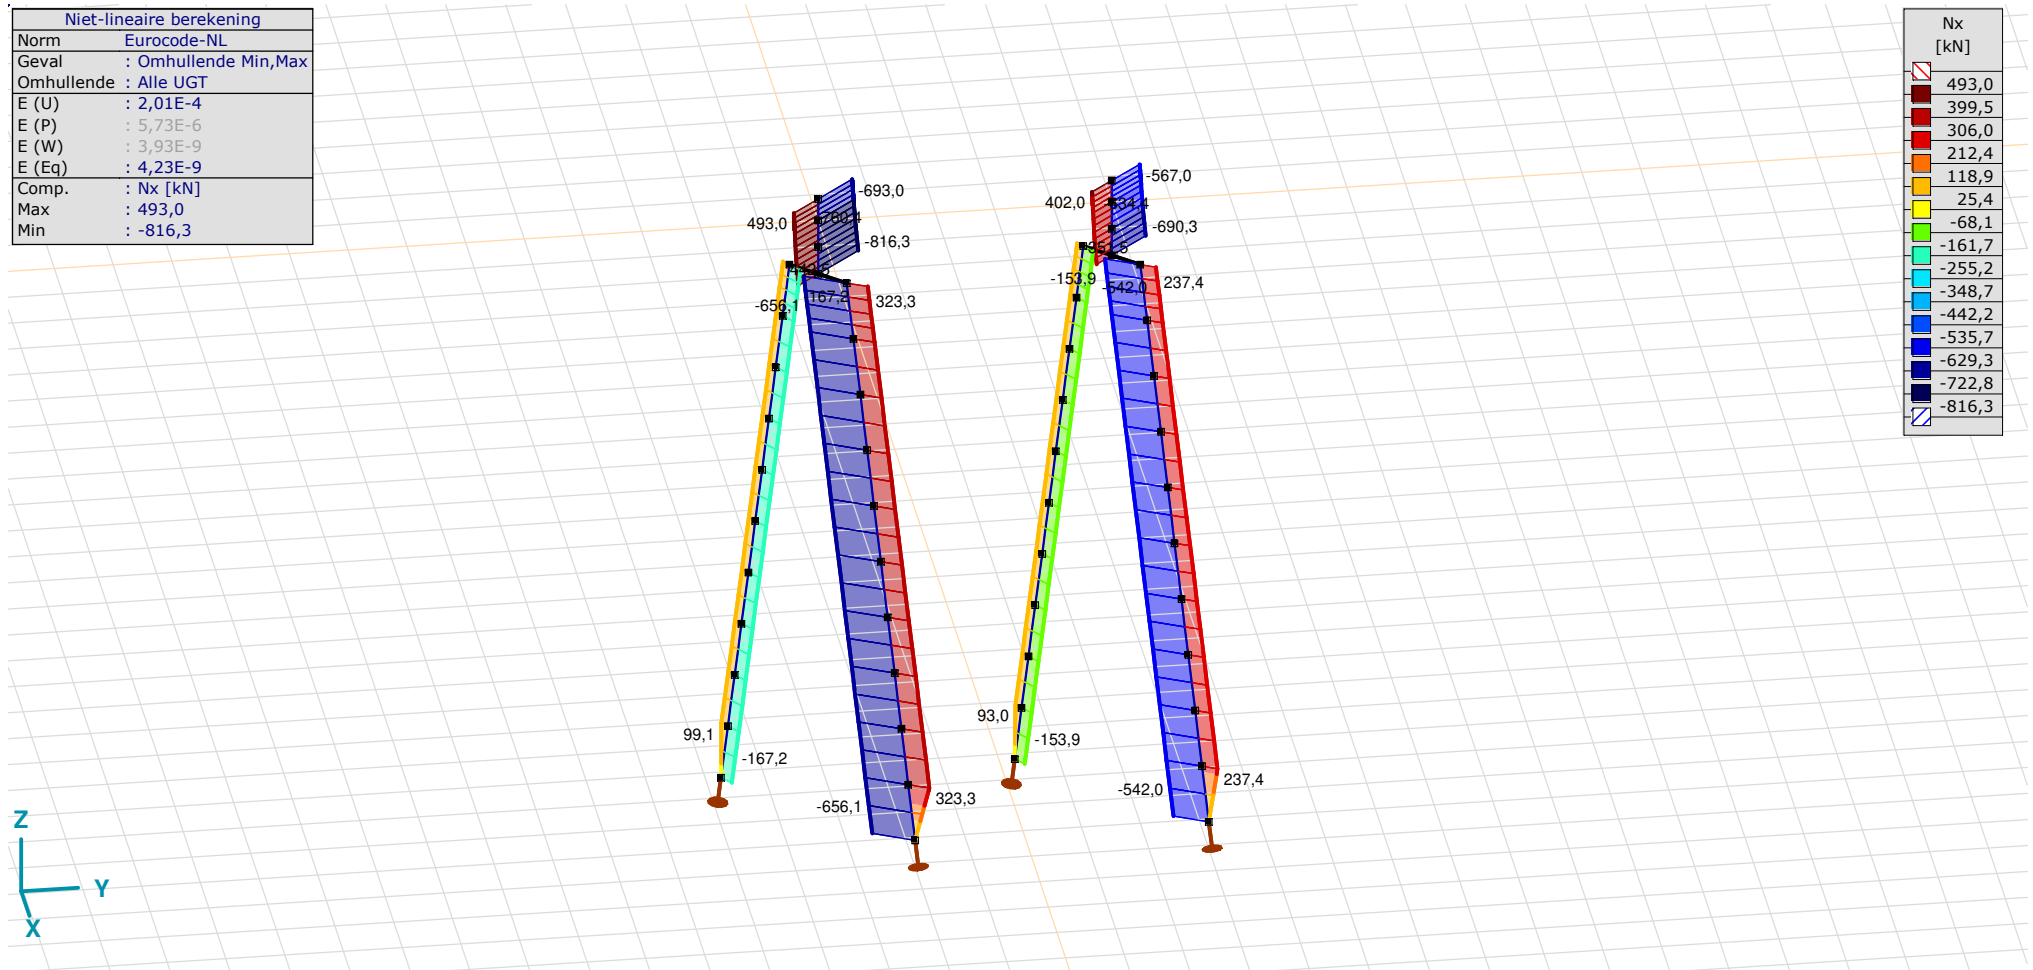 Niet-lineaire berekening
Norm Eurocode-NL
Geval : Omhullende Min,Max
Omhullende : Alle UGT
E (U) : 2,01E-4
E (P) : 5,73E-6
E (W) : 3,93E-9
E (Eq) : 4,23E-9
Comp. : Nx [kN]
Max : 493,0
Min : -816,3
Nx
[kN]
493,0
399,5
306,0
212,4
118,9
25,4
-68,1
-161,7
-255,2
-348,7
-442,2
-535,7
-629,3
-722,8
-816,3
-693,0
493,0
-816,3
-656,1
167,2
323,3
99,1
-167,2
-656,1
323,3
-567,0
402,0
-690,3
-153,9
-542,0
237,4
93,0
-153,9
-542,0
237,4
Z
Y
X